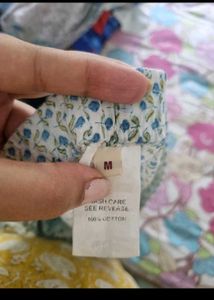 M
WASH CARE
SEE REVERSE
100% COTTON